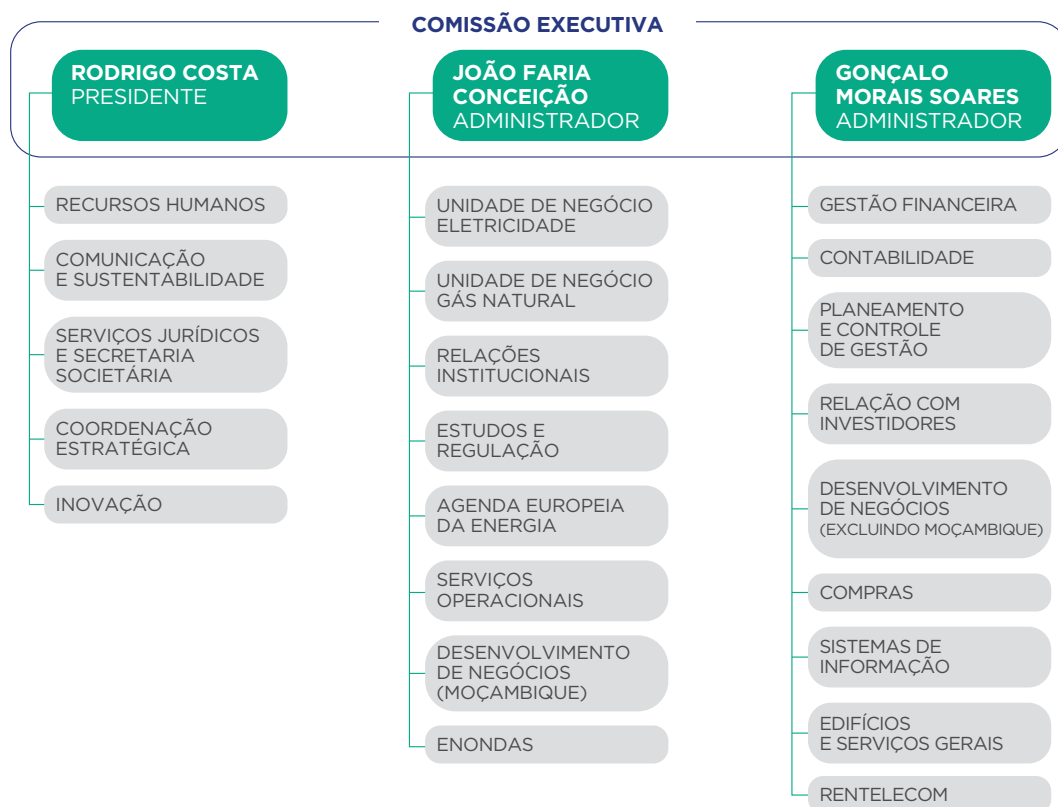 COMISSÃO EXECUTIVA
RODRIGO COSTA
PRESIDENTE
RECURSOS HUMANOS
COMUNICAÇÃO
E SUSTENTABILIDADE
SERVIÇOS JURÍDICOS
E SECRETARIA
SOCIETÁRIA
COORDENAÇÃO
ESTRATÉGICA
INOVAÇÃO
JOÃO FARIA
CONCEIÇÃO
ADMINISTRADOR
UNIDADE DE NEGÓCIO
ELETRICIDADE
UNIDADE DE NEGÓCIO
GÁS NATURAL
RELAÇÕES
INSTITUCIONAIS
ESTUDOS E
REGULAÇÃO
AGENDA EUROPEIA
DA ENERGIA
SERVIÇOS
OPERACIONAIS
DESENVOLVIMENTO
DE NEGÓCIOS
(MOÇAMBIQUE)
ENONDAS
GONÇALO
MORAIS SOARES
ADMINISTRADOR
GESTÃO FINANCEIRA
CONTABILIDADE
PLANEAMENTO
E CONTROLE
DE GESTÃO
RELAÇÃO COM
INVESTIDORES
DESENVOLVIMENTO
DE NEGÓCIOS
(EXCLUINDO MOÇAMBIQUE)
COMPRAS
SISTEMAS DE
INFORMAÇÃO
EDIFÍCIOS
E SERVIÇOS GERAIS
RENTELECOM